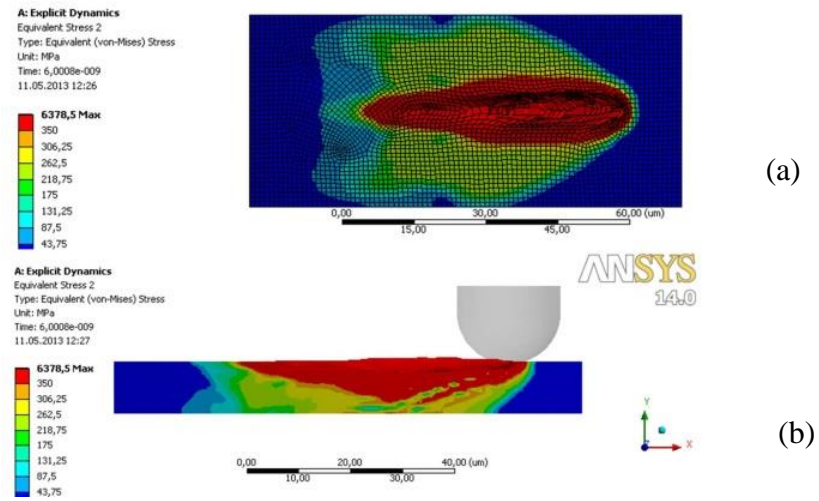 A: Explicit Dynamics
Equivalent Stress 2
Type: Equivalent (von-Mises) Stress
Unit: MPa
Time: 6,0008e-009
11.05.2013 12:26
6378,5 Max
350
306,25
262,5
218,75
175
131,25
87,5
43,75
0,00 30,00 60,00 (um)
15,00 45,00
(a)
ANSYS
14.0
A: Explicit Dynamics
Equivalent Stress 2
Type: Equivalent (von-Mises) Stress
Unit: MPa
Time: 6,0008e-009
11.05.2013 12:27
6378,5 Max
350
306,25
262,5
218,75
175
131,25
87,5
43,75
0,00 20,00 40,00 (um)
10,00 30,00
Y
X
(b)